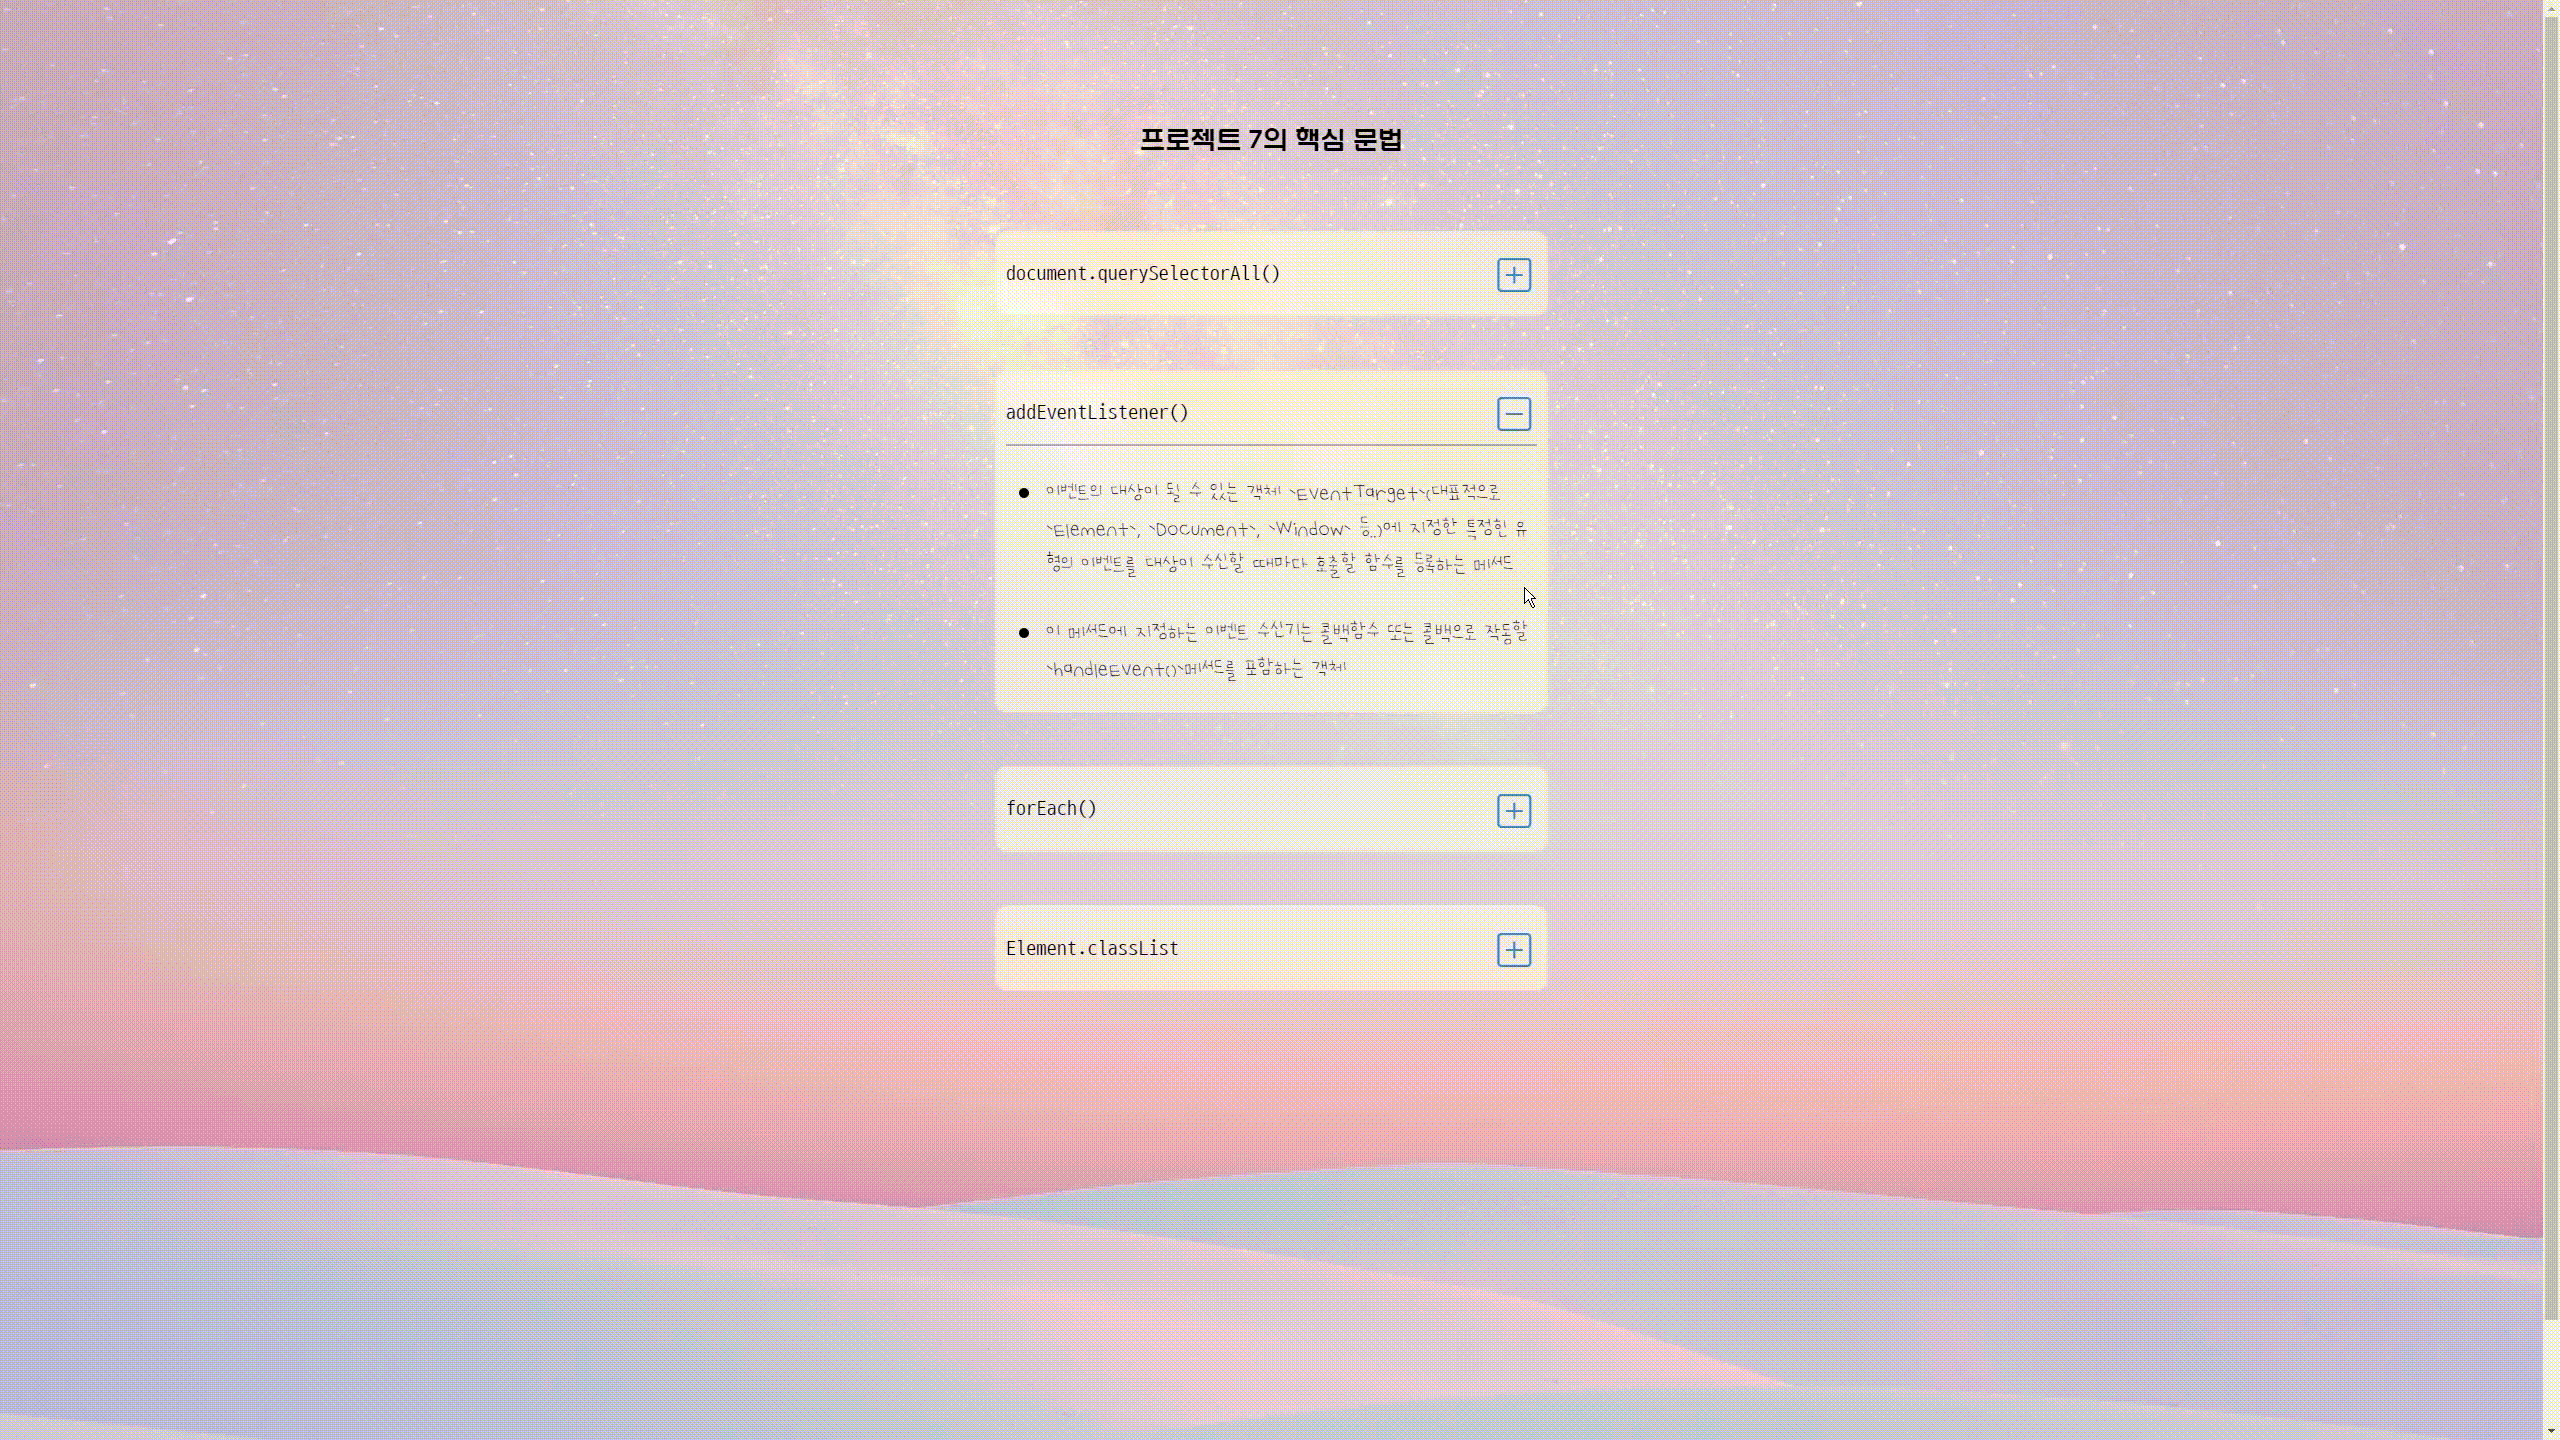 프로젝트 7의 핵심 문법
document.querySelectorAll()
addEventListener()
● 이벤트의 대상이 될 수 있는 객체 `EventTarget`(대표적으로
`Element`, `Document`, `Window` 등..)에 지정한 특정한 유
형의 이벤트를 대상이 수신할 때마다 호출할 함수를 등록하는 메서드
● 이 메서드에 지정하는 이벤트 수신기는 콜백함수 또는 콜백으로 작동할
`handleEvent()`메서드를 포함하는 객체
forEach()
Element.classList